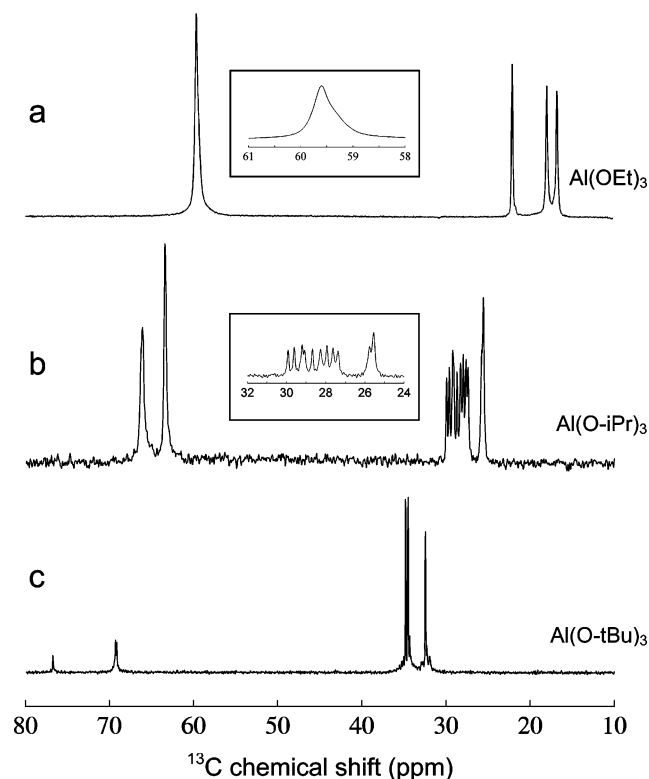 a
61 60 59 58
Al(OEt)₃
b
32 30 28 26 24
Al(O-iPr)₃
c
Al(O-tBu)₃
80 70 60 50 40 30 20 10
¹³C chemical shift (ppm)